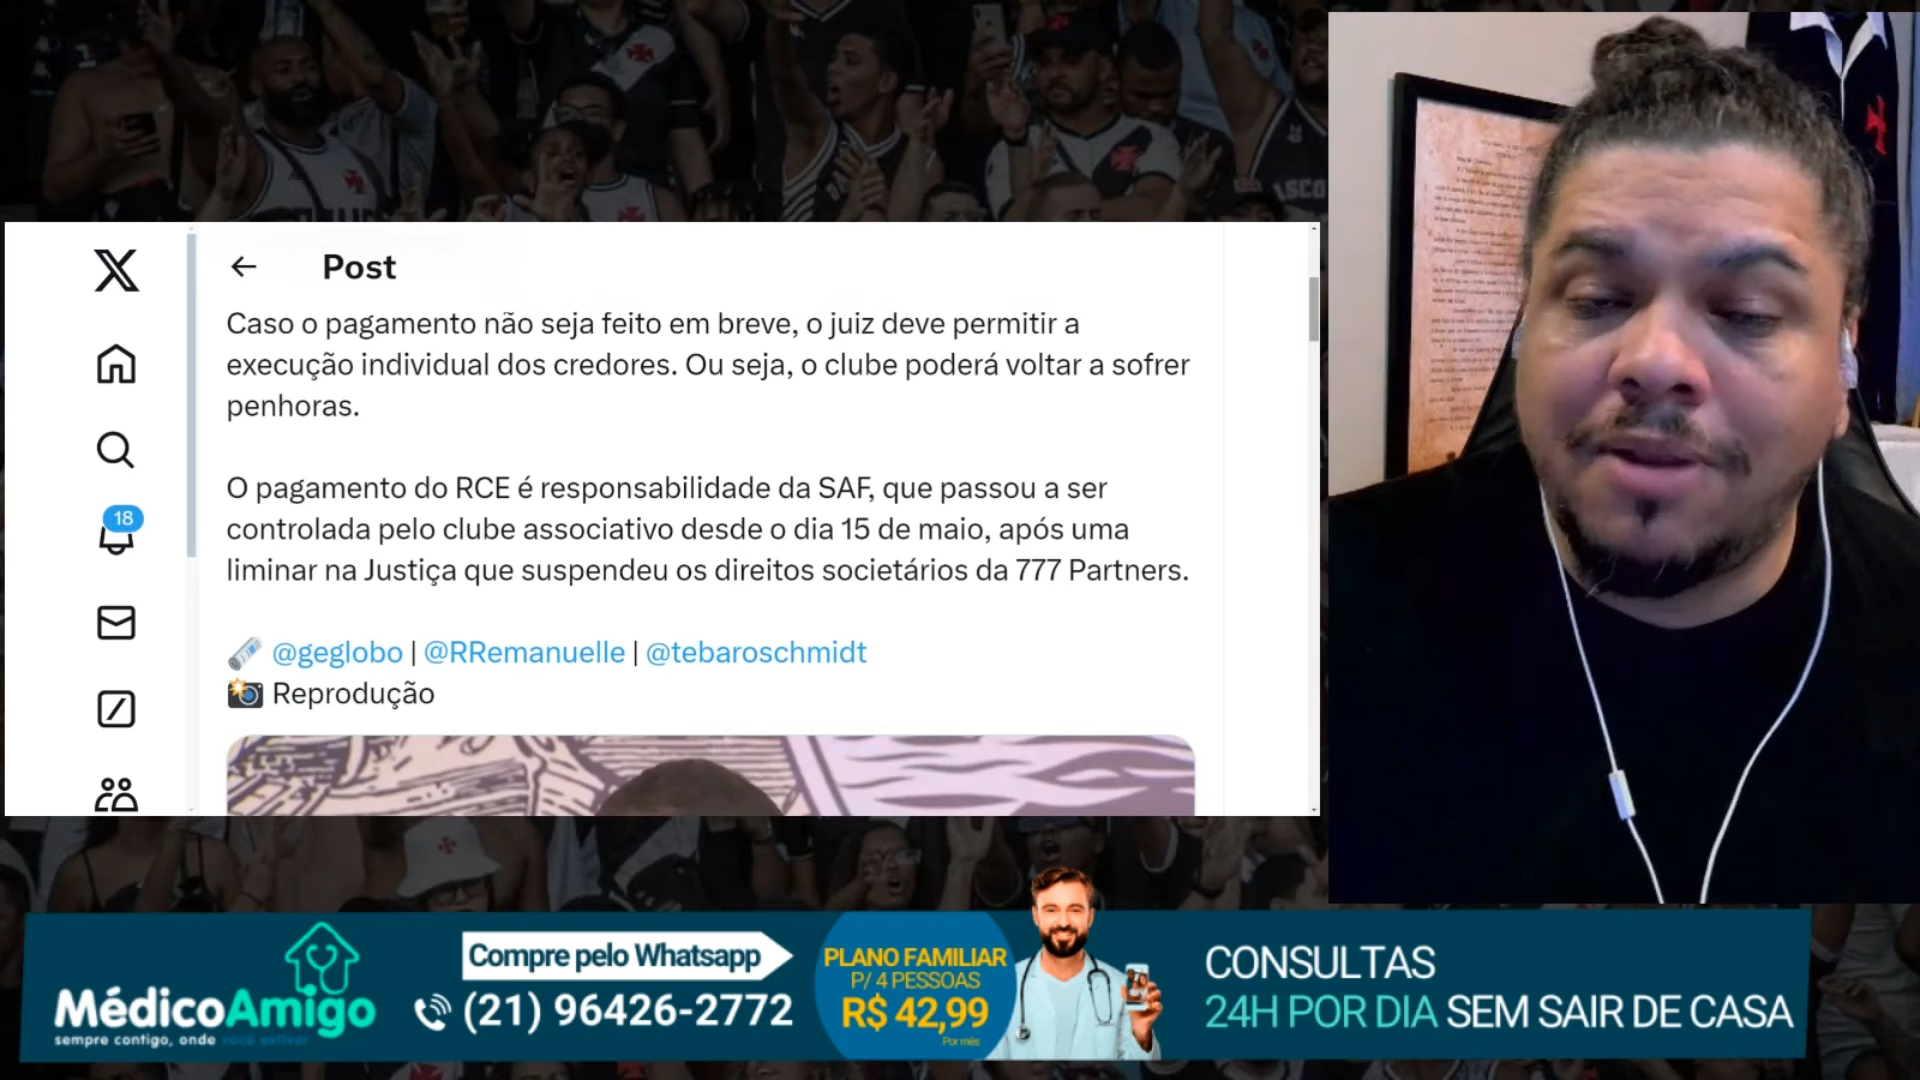 Post
Caso o pagamento não seja feito em breve, o juiz deve permitir a
execução individual dos credores. Ou seja, o clube poderá voltar a sofrer
penhoras.
18
O pagamento do RCE é responsabilidade da SAF, que passou a ser
controlada pelo clube associativo desde o dia 15 de maio, após uma
liminar na Justiça que suspendeu os direitos societários da 777 Partners.
@geglobo | @RRemanuelle | @tebaroschmidt
Reprodução
MédicoAmigo
sempre contigo, onde você estiver
Compre pelo Whatsapp
(21) 96426-2772
PLANO FAMILIAR
P/ 4 PESSOAS
R$ 42,99
Por mês
CONSULTAS
24H POR DIA SEM SAIR DE CASA